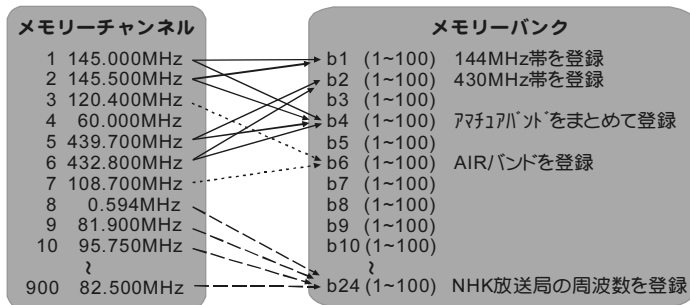 メモリーチャンネル
1 145.000MHz
2 145.500MHz
3 120.400MHz
4 60.000MHz
5 439.700MHz
6 432.800MHz
7 108.700MHz
8 0.594MHz
9 81.900MHz
10 95.750MHz
~
900 82.500MHz
メモリーバンク
b1 (1~100) 144MHz帯を登録
b2 (1~100) 430MHz帯を登録
b3 (1~100)
b4 (1~100) ｱﾏﾁｭｱﾊﾞﾝﾄﾞをまとめて登録
b5 (1~100)
b6 (1~100) AIRバンドを登録
b7 (1~100)
b8 (1~100)
b9 (1~100)
b10 (1~100)
~
b24 (1~100) NHK放送局の周波数を登録